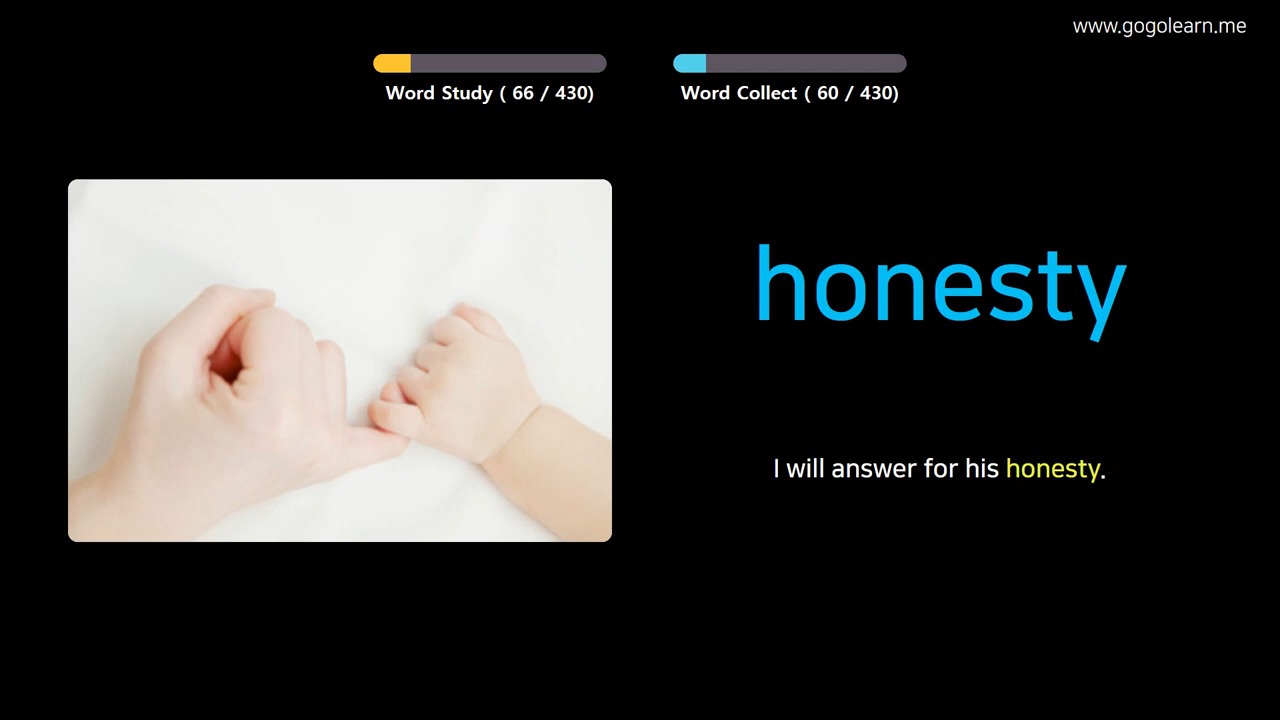 www.gogolearn.me
Word Study ( 66 / 430)
Word Collect ( 60 / 430)
honesty
I will answer for his honesty.